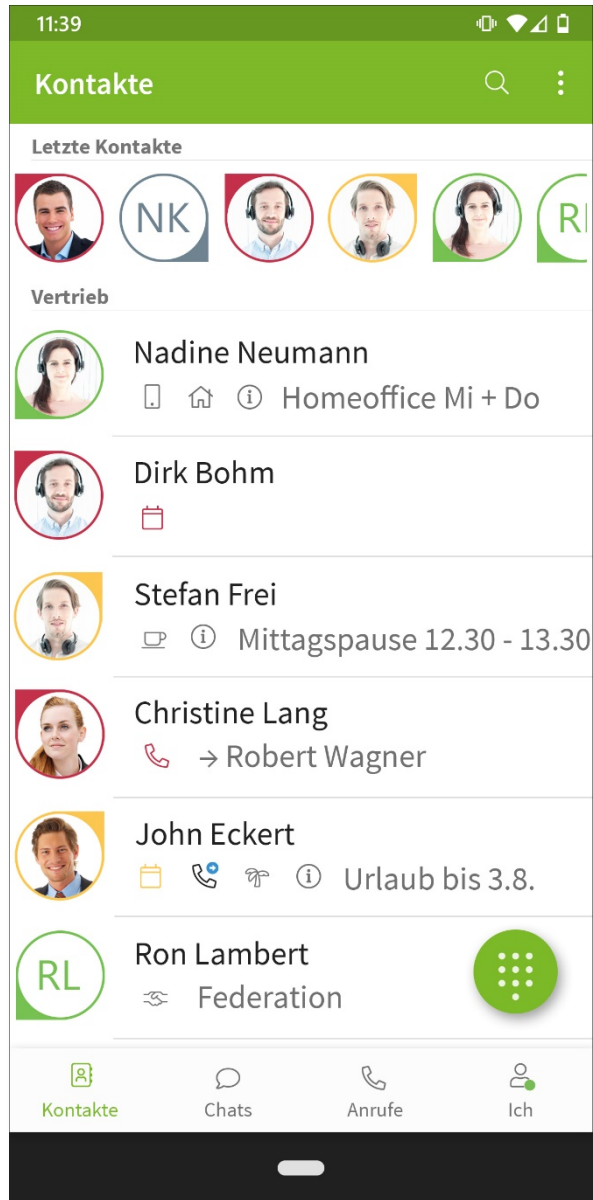 11:39
Kontakte
Letzte Kontakte
NK
Vertrieb
Nadine Neumann
Homeoffice Mi + Do
Dirk Bohm
Stefan Frei
Mittagspause 12.30 - 13.30
Christine Lang
→ Robert Wagner
John Eckert
Urlaub bis 3.8.
RL
Ron Lambert
Federation
Kontakte
Chats
Anrufe
Ich